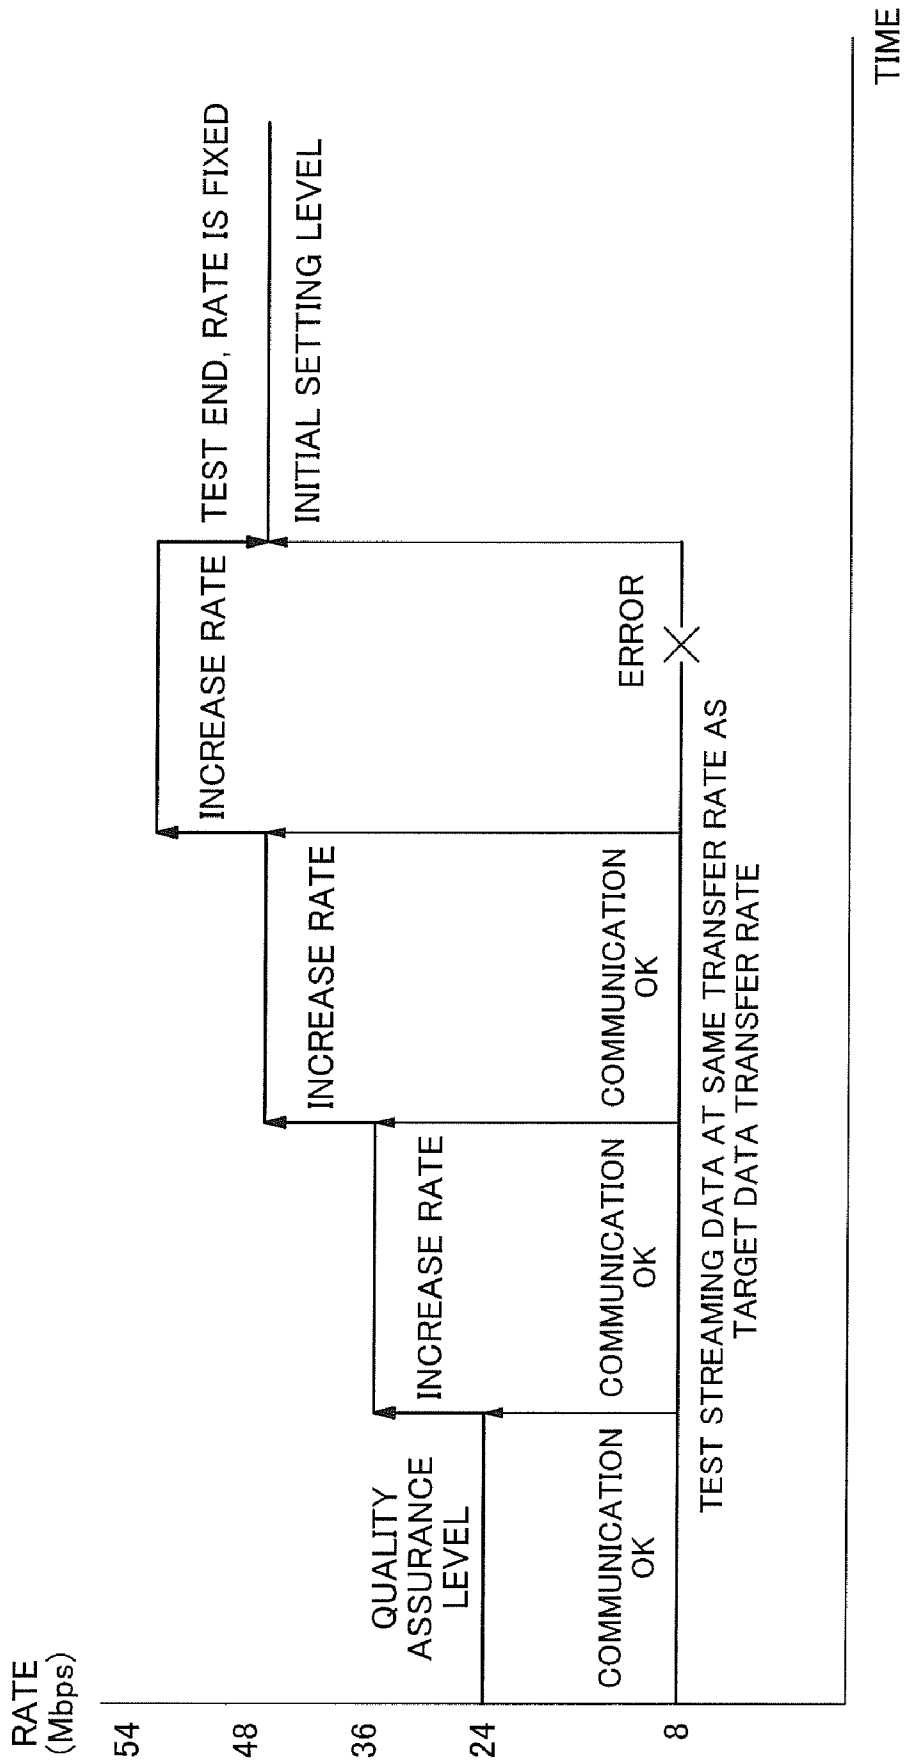 RATE
(Mbps)
54
48
36
24
8
QUALITY
ASSURANCE
LEVEL
INCREASE RATE
INCREASE RATE
INCREASE RATE
TEST END, RATE IS FIXED
INITIAL SETTING LEVEL
COMMUNICATION
OK
COMMUNICATION
OK
COMMUNICATION
OK
ERROR
TEST STREAMING DATA AT SAME TRANSFER RATE AS
TARGET DATA TRANSFER RATE
TIME